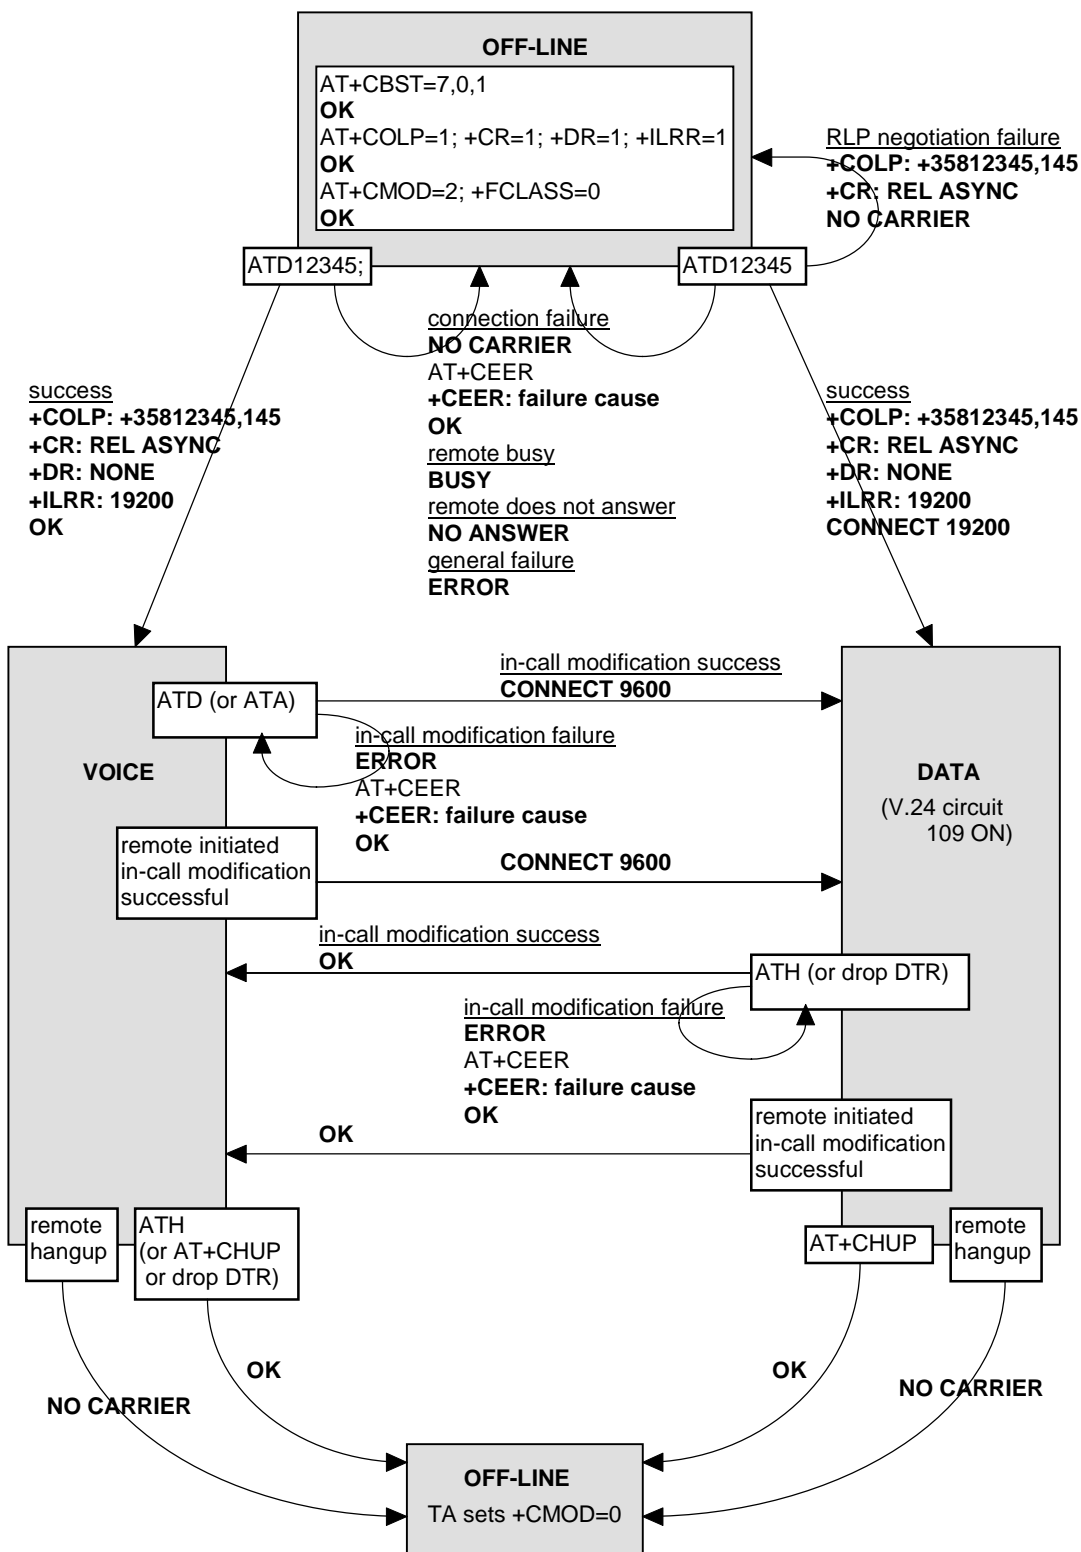 OFF-LINE
AT+CBST=7,0,1
OK
AT+COLP=1; +CR=1; +DR=1; +ILRR=1
OK
AT+CMOD=2; +FCLASS=0
OK
RLP negotiation failure
+COLP: +35812345,145
+CR: REL ASYNC
NO CARRIER
ATD12345;
ATD12345
connection failure
NO CARRIER
AT+CEER
+CEER: failure cause
OK
remote busy
BUSY
remote does not answer
NO ANSWER
general failure
ERROR
success
+COLP: +35812345,145
+CR: REL ASYNC
+DR: NONE
+ILRR: 19200
OK
success
+COLP: +35812345,145
+CR: REL ASYNC
+DR: NONE
+ILRR: 19200
CONNECT 19200
VOICE
ATD (or ATA)
in-call modification success
CONNECT 9600
in-call modification failure
ERROR
AT+CEER
+CEER: failure cause
OK
DATA
(V.24 circuit
109 ON)
remote initiated
in-call modification
successful
CONNECT 9600
in-call modification success
OK
ATH (or drop DTR)
in-call modification failure
ERROR
AT+CEER
+CEER: failure cause
OK
remote initiated
in-call modification
successful
OK
remote
hangup
ATH
(or AT+CHUP
or drop DTR)
AT+CHUP
remote
hangup
OK
NO CARRIER
OK
NO CARRIER
OFF-LINE
TA sets +CMOD=0